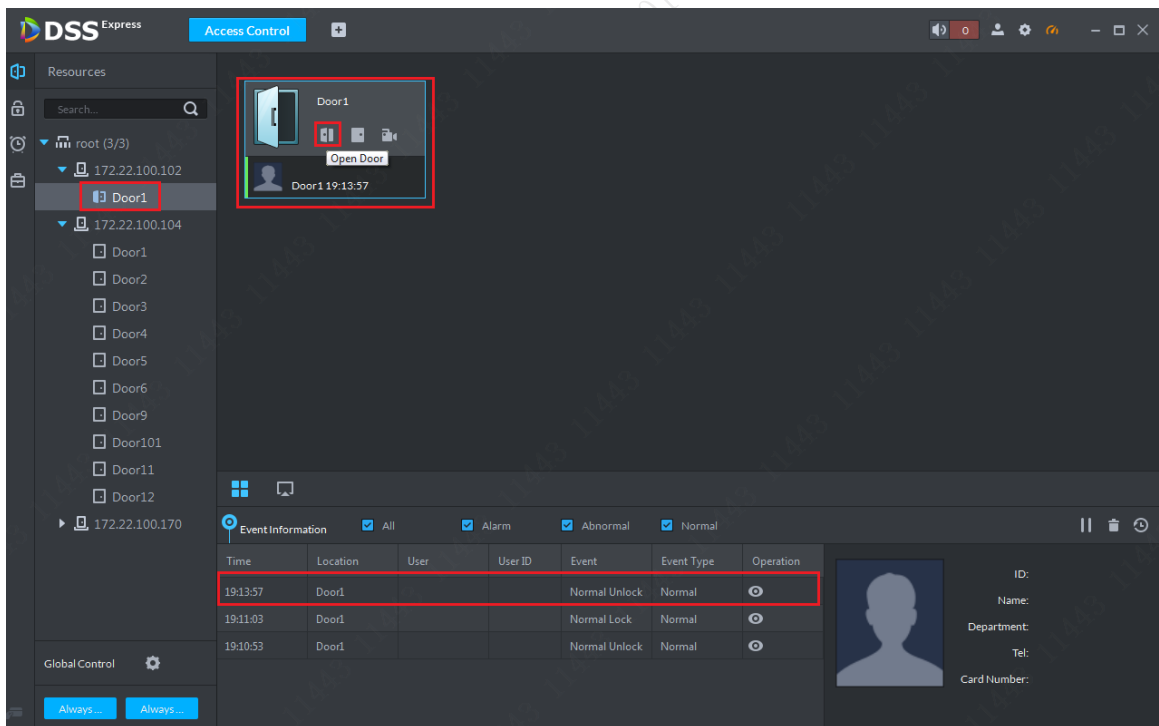 DSS Express
Access Control
0
Resources
Search...
root (3/3)
172.22.100.102
Door1
172.22.100.104
Door1
Door2
Door3
Door4
Door5
Door6
Door9
Door101
Door11
Door12
172.22.100.170
Global Control
Always... Always...
Door1
Open Door
Door1 19:13:57
Event Information All Alarm Abnormal Normal
Time Location User User ID Event Event Type Operation
19:13:57 Door1 Normal Unlock Normal
19:11:03 Door1 Normal Lock Normal
19:10:53 Door1 Normal Unlock Normal
ID:
Name:
Department:
Tel:
Card Number:
11443 11443